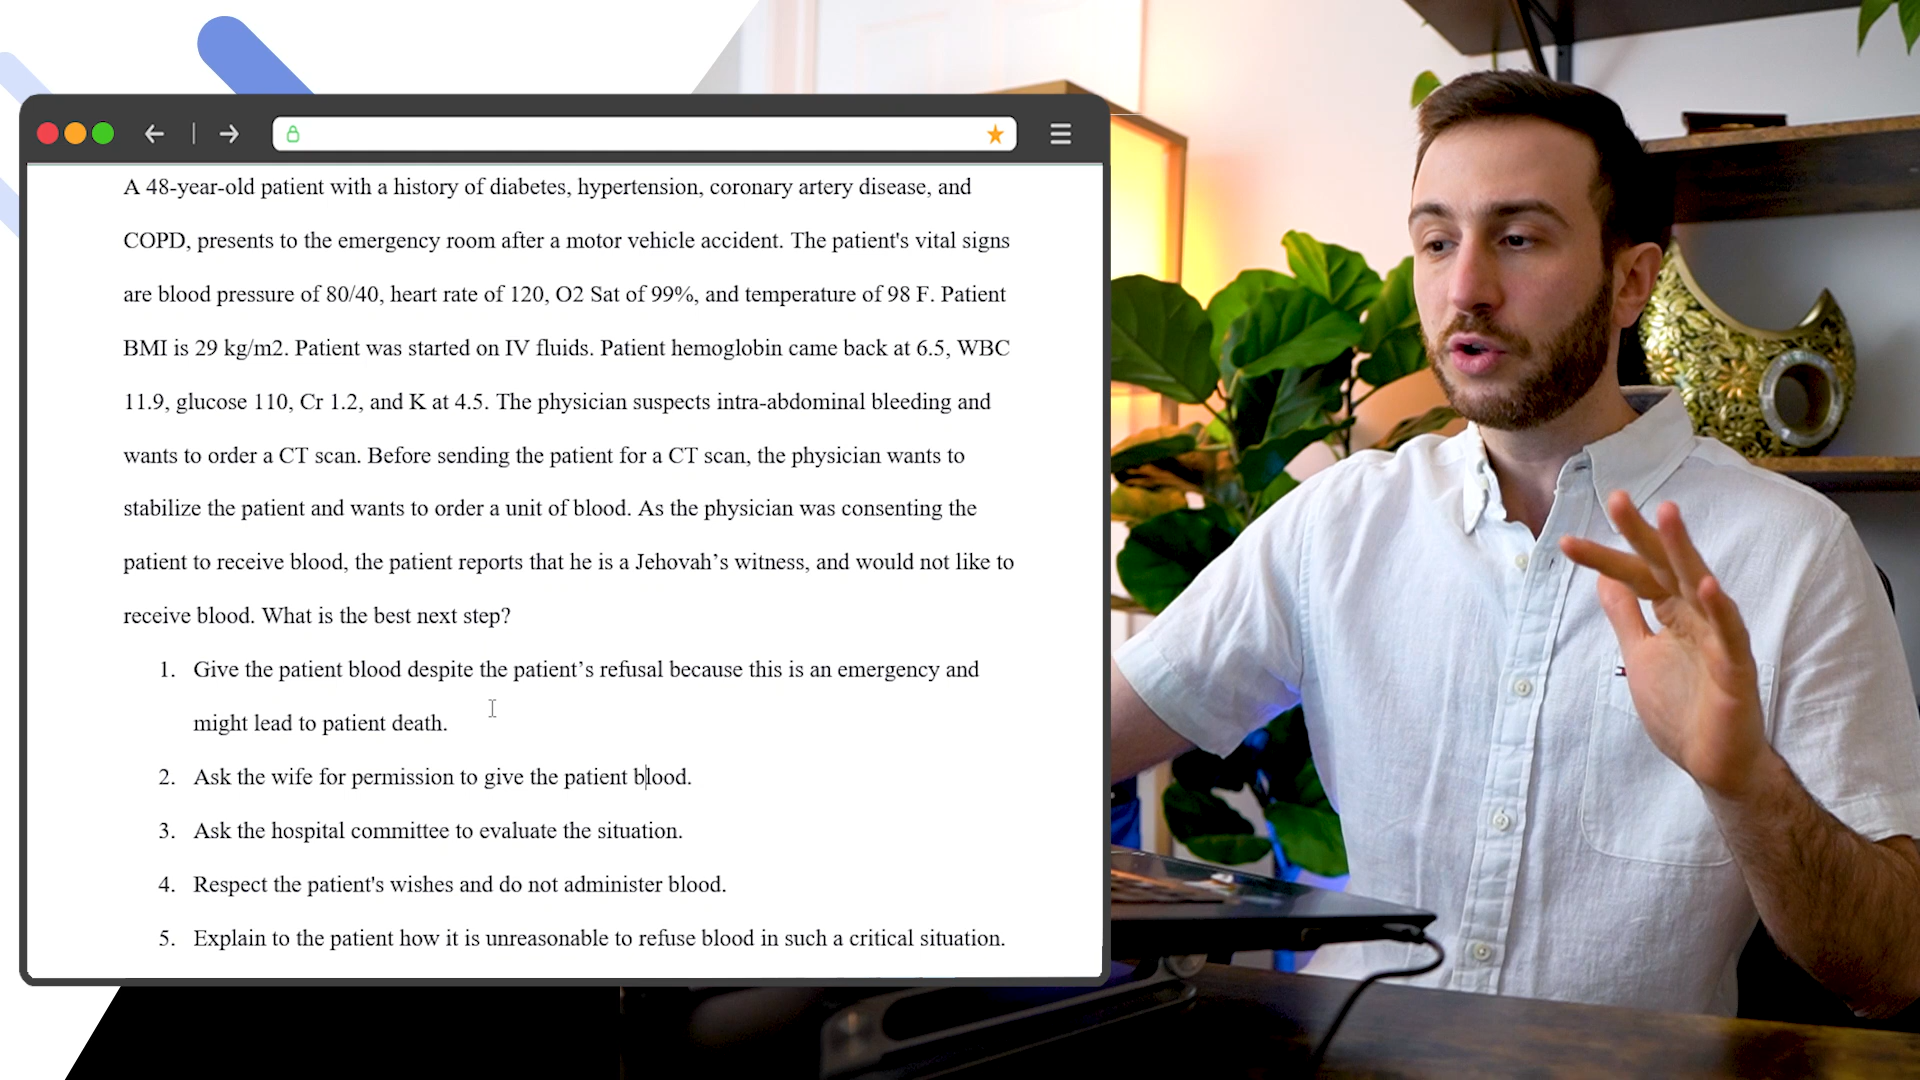 A 48-year-old patient with a history of diabetes, hypertension, coronary artery disease, and
COPD, presents to the emergency room after a motor vehicle accident. The patient's vital signs
are blood pressure of 80/40, heart rate of 120, O2 Sat of 99%, and temperature of 98 F. Patient
BMI is 29 kg/m2. Patient was started on IV fluids. Patient hemoglobin came back at 6.5, WBC
11.9, glucose 110, Cr 1.2, and K at 4.5. The physician suspects intra-abdominal bleeding and
wants to order a CT scan. Before sending the patient for a CT scan, the physician wants to
stabilize the patient and wants to order a unit of blood. As the physician was consenting the
patient to receive blood, the patient reports that he is a Jehovah’s witness, and would not like to
receive blood. What is the best next step?
1. Give the patient blood despite the patient’s refusal because this is an emergency and
might lead to patient death.
2. Ask the wife for permission to give the patient blood.
3. Ask the hospital committee to evaluate the situation.
4. Respect the patient's wishes and do not administer blood.
5. Explain to the patient how it is unreasonable to refuse blood in such a critical situation.